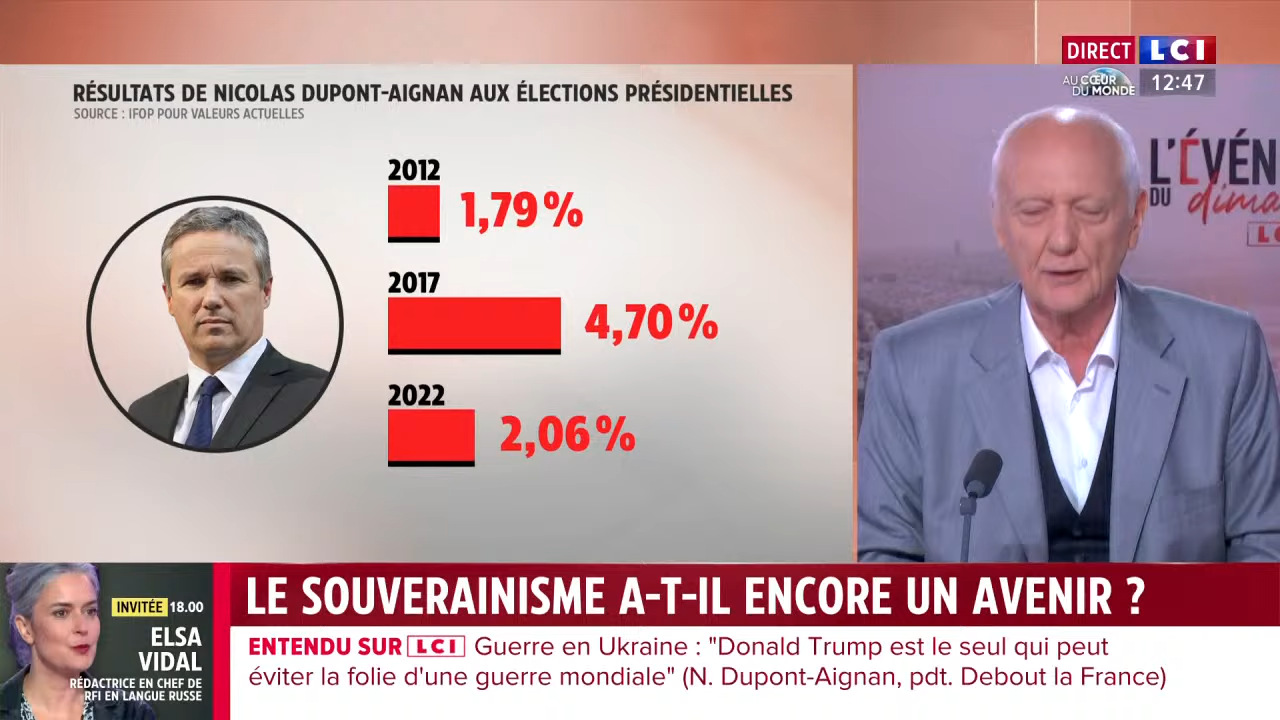 DIRECT LCI
AU CŒUR
DU MONDE
12:47
RÉSULTATS DE NICOLAS DUPONT-AIGNAN AUX ÉLECTIONS PRÉSIDENTIELLES
SOURCE : IFOP POUR VALEURS ACTUELLES
2012
1,79 %
2017
4,70 %
2022
2,06 %
L'ÉVÉN
DU dima
LC
INVITÉE 18.00
ELSA
VIDAL
RÉDACTRICE EN CHEF DE
RFI EN LANGUE RUSSE
LE SOUVERAINISME A-T-IL ENCORE UN AVENIR ?
ENTENDU SUR LCI Guerre en Ukraine : "Donald Trump est le seul qui peut
éviter la folie d'une guerre mondiale" (N. Dupont-Aignan, pdt. Debout la France)